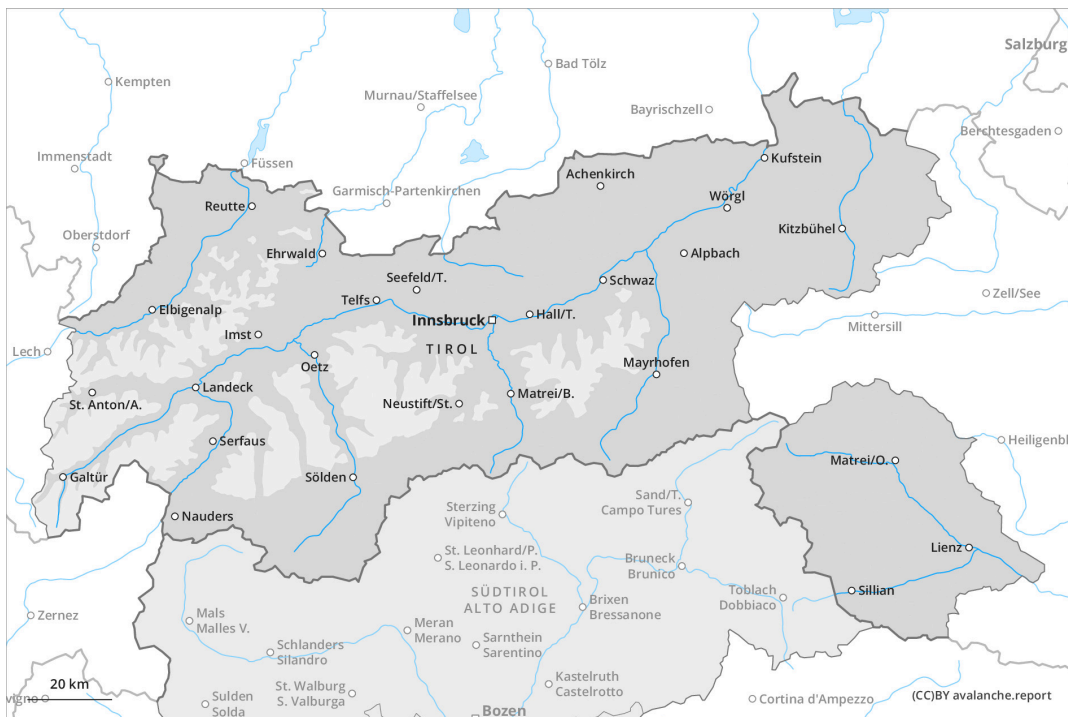 Salzburg
Bad Tölz
Kempten
Murnau/Staffelsee
Bayrischzell
Berchtesgaden
Immenstadt
Füssen
Kufstein
Achenkirch
Garmisch-Partenkirchen
Reutte
Wörgl
Oberstdorf
Kitzbühel
Ehrwald
Alpbach
Seefeld/T.
Schwaz
Zell/See
Telfs
Elbigenalp
Hall/T.
Innsbruck
Mittersill
Imst
TIROL
Lech
Oetz
Mayrhofen
Landeck
St. Anton/A.
Neustift/St.
Matrei/B.
Serfaus
Heiligenbl
Matrei/O.
Galtür
Sölden
Sand/T.
Campo Tures
Sterzing
Vipiteno
Nauders
Lienz
St. Leonhard/P.
S. Leonardo i. P.
Bruneck
Brunico
SÜDTIROL
ALTO ADIGE
Toblach
Dobbiaco
Sillian
Brixen
Bressanone
Zernez
Mals
Malles V.
Meran
Merano
Sarnthein
Sarentino
Schlanders
Silandro
Kastelruth
Castelrotto
20 km
vigno
St. Walburg
S. Valburga
Sulden
Solda
Cortina d'Ampezzo
(CC)BY avalanche.report
Bozen